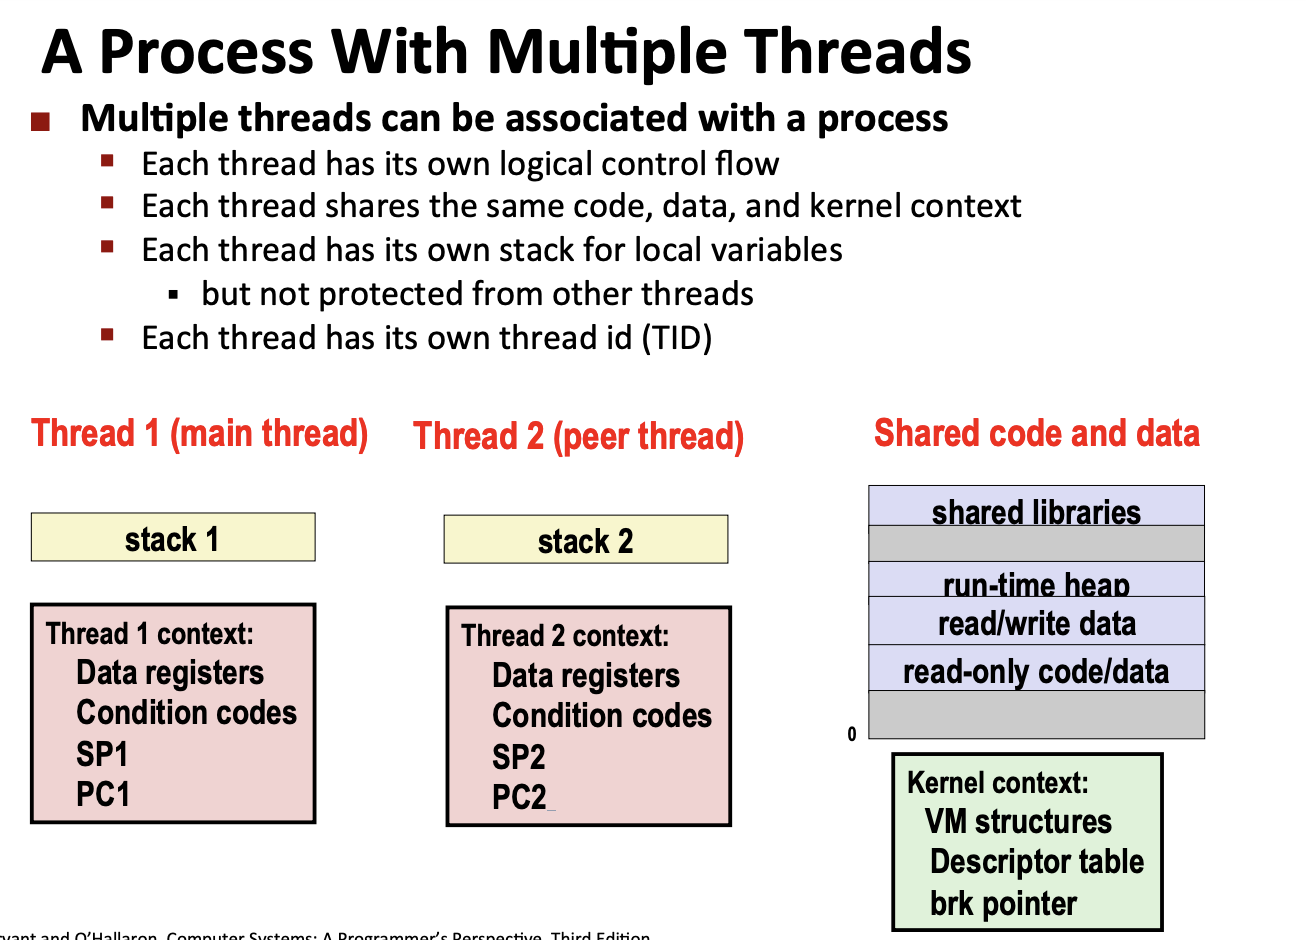 A Process With Multiple Threads
Multiple threads can be associated with a process
Each thread has its own logical control flow
Each thread shares the same code, data, and kernel context
Each thread has its own stack for local variables
but not protected from other threads
Each thread has its own thread id (TID)
Thread 1 (main thread)
stack 1
Thread 1 context:
Data registers
Condition codes
SP1
PC1
Thread 2 (peer thread)
stack 2
Thread 2 context:
Data registers
Condition codes
SP2
PC2
Shared code and data
shared libraries
run-time heap
read/write data
read-only code/data
0
Kernel context:
VM structures
Descriptor table
brk pointer
and O'Hallaron, Computer Systems: A Programmer's Perspective, Third Edition